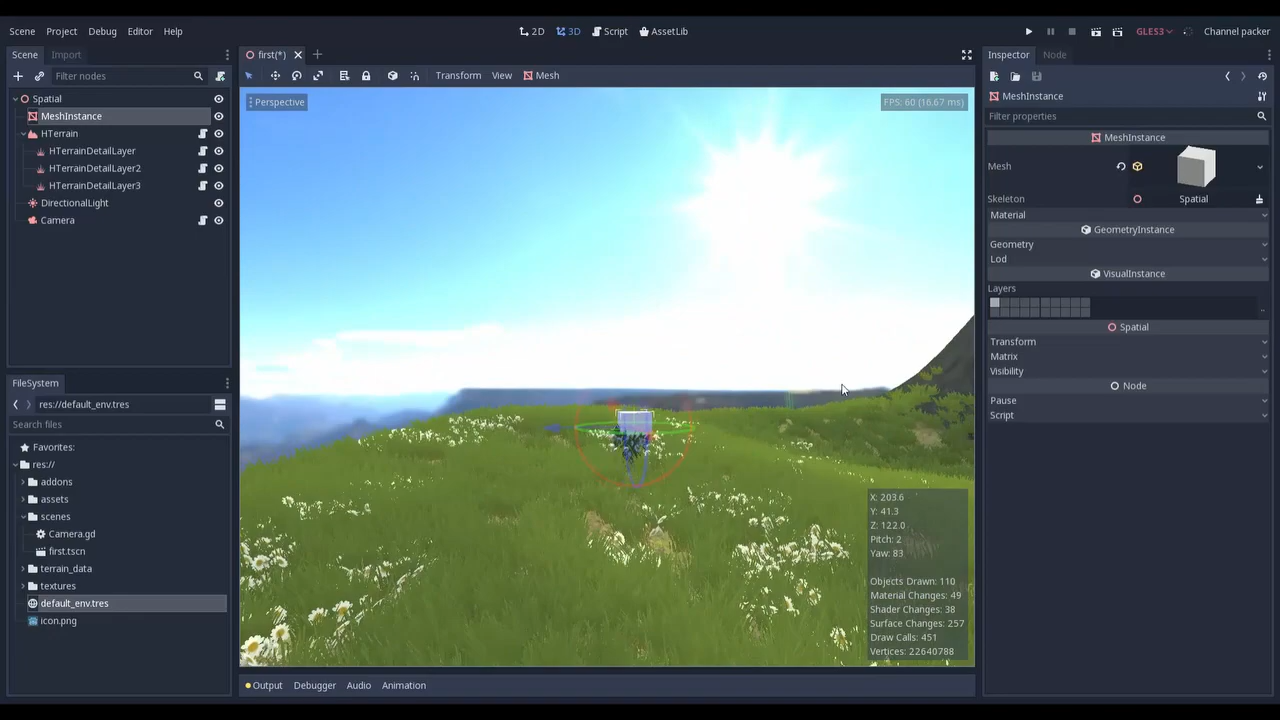 Scene Project Debug Editor Help 2D 3D Script AssetLib GLES3 Channel packer
Scene Import
Filter nodes
Spatial
MeshInstance
HTerrain
HTerrainDetailLayer
HTerrainDetailLayer2
HTerrainDetailLayer3
DirectionalLight
Camera
FileSystem
res://default_env.tres
Search files
Favorites:
res://
addons
assets
scenes
Camera.gd
first.tscn
terrain_data
textures
default_env.tres
icon.png
first(*)
Transform View Mesh
Perspective
FPS: 60 (16.67 ms)
X: 203.6
Y: 41.3
Z: 122.0
Pitch: 2
Yaw: 83
Objects Drawn: 110
Material Changes: 49
Shader Changes: 38
Surface Changes: 257
Draw Calls: 451
Vertices: 22640788
Output Debugger Audio Animation
Inspector Node
MeshInstance
Filter properties
MeshInstance
Mesh
Skeleton Spatial
Material
GeometryInstance
Geometry
Lod
VisualInstance
Layers
..
Spatial
Transform
Matrix
Visibility
Node
Pause
Script